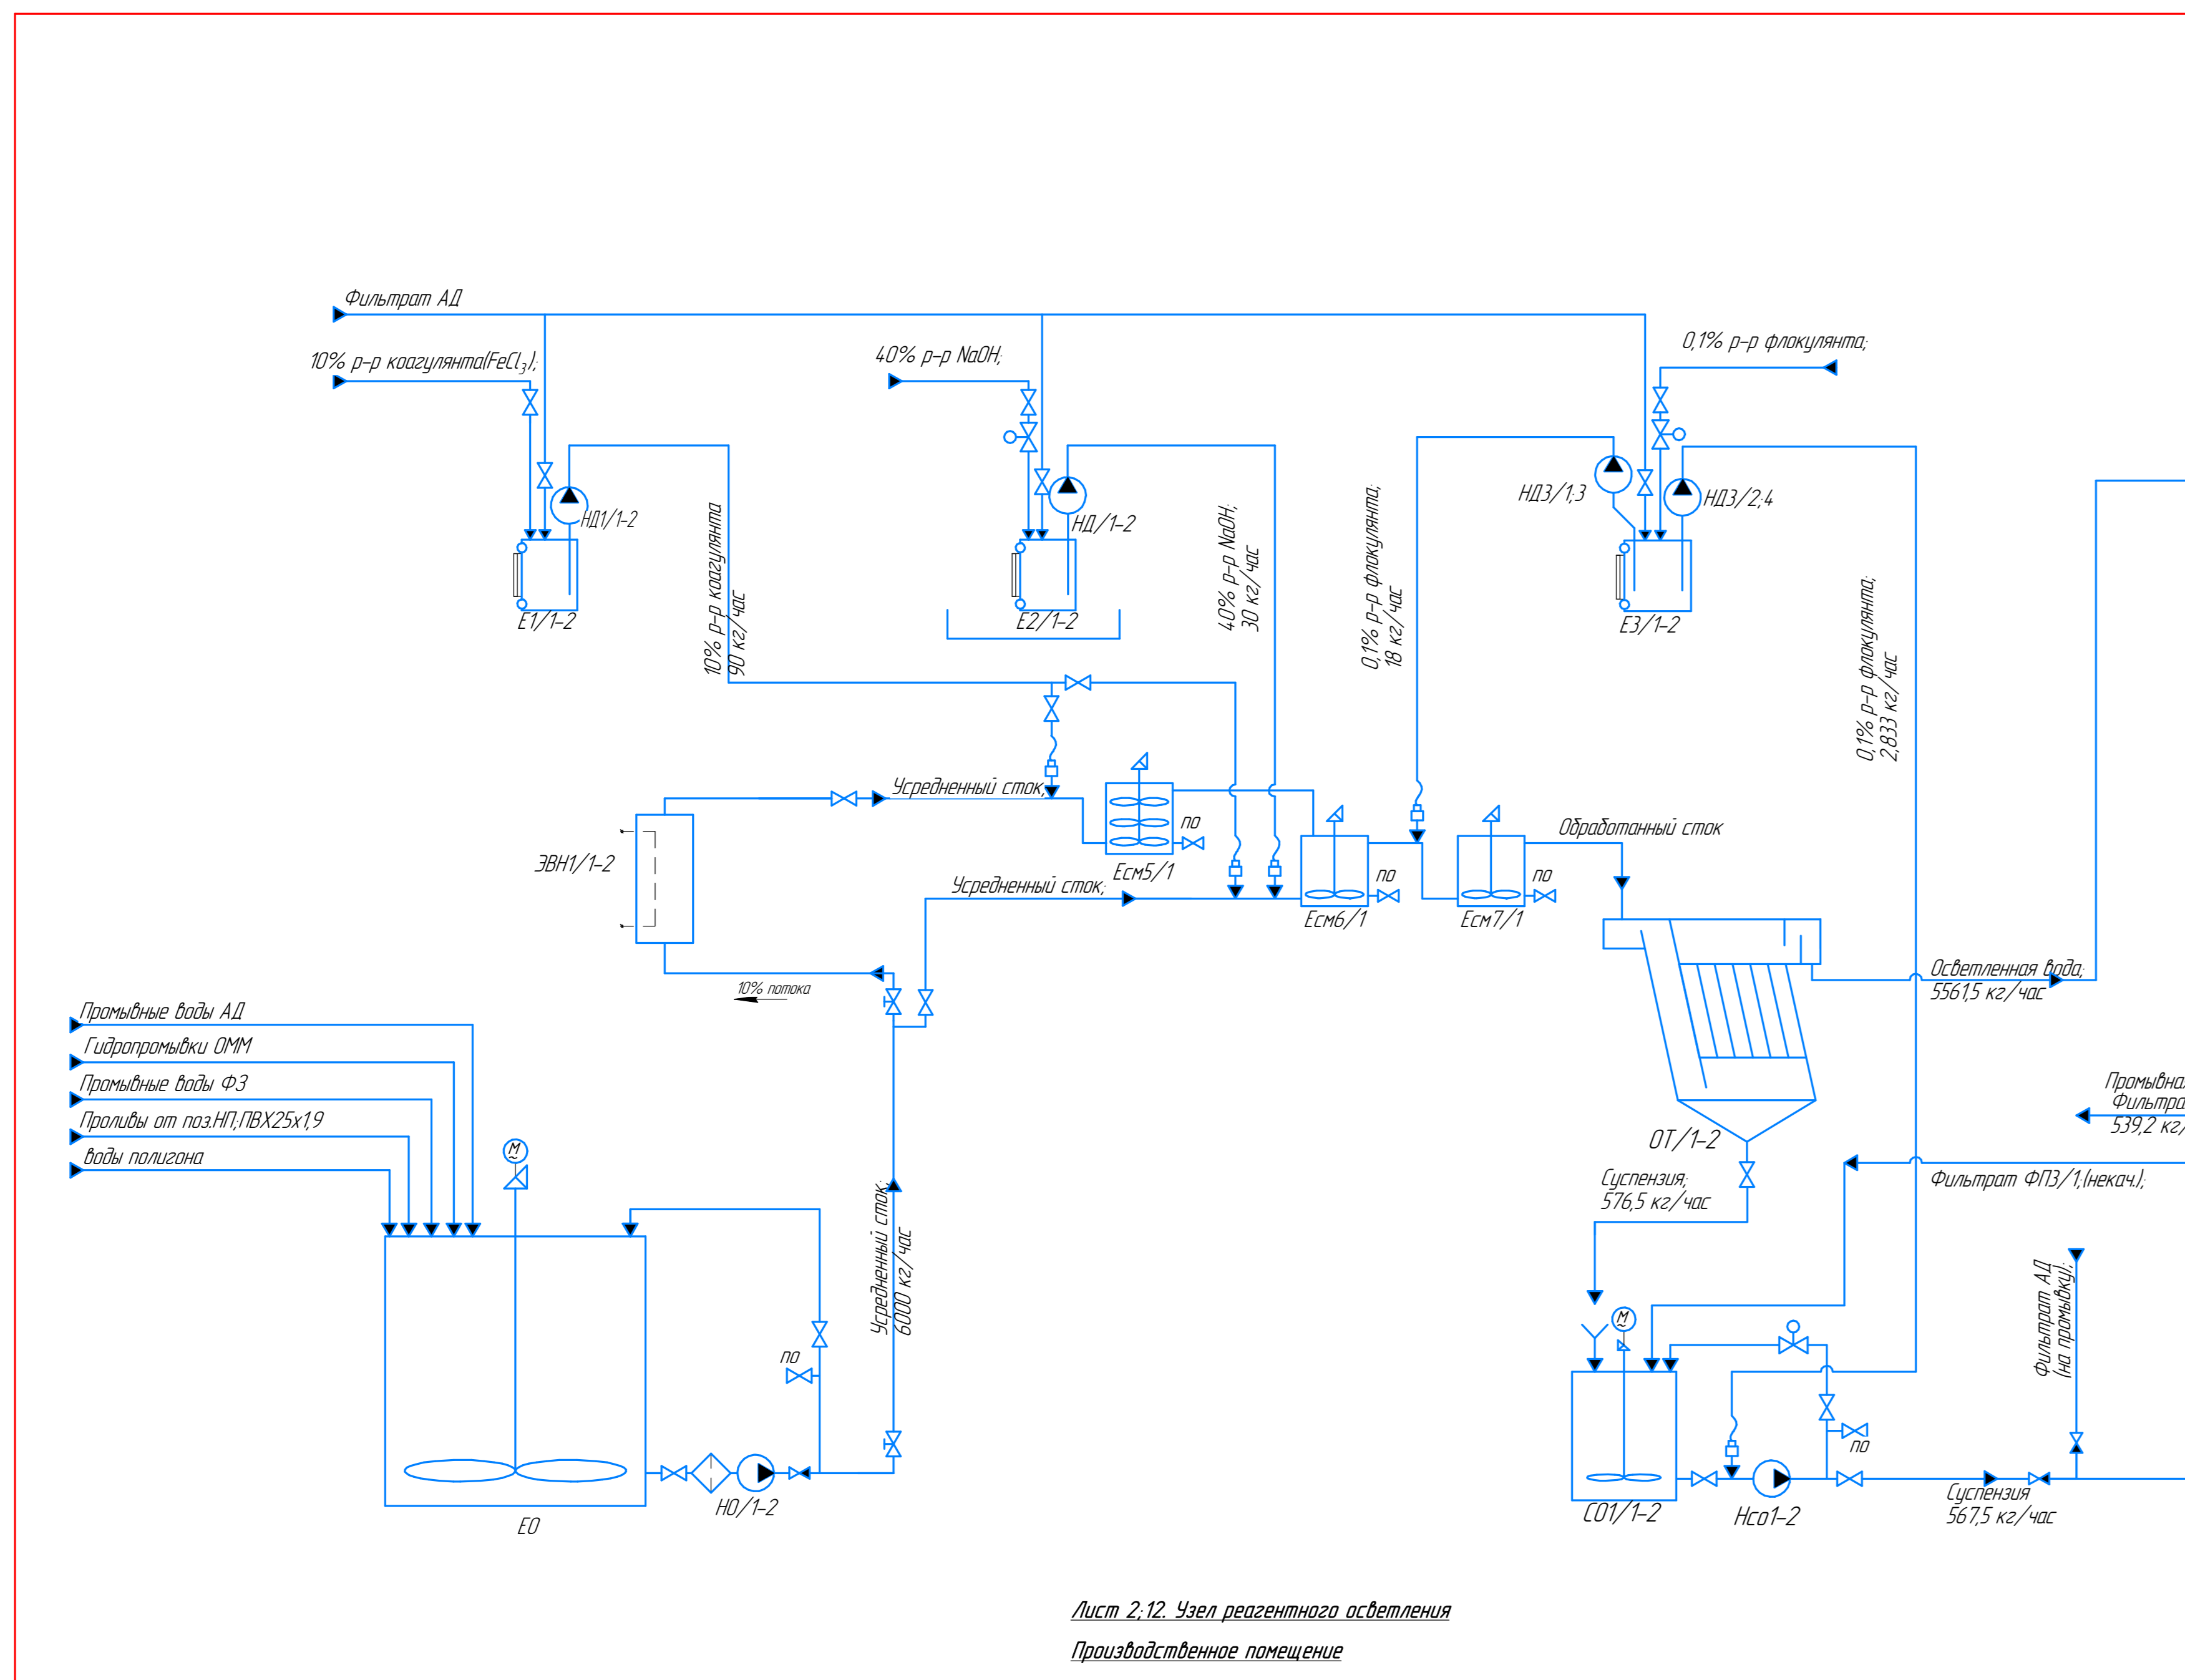 Фильтрат АД
10% р-р коагулянта(FeCl₃);
40% р-р NaOH;
0,1% р-р флокулянта;
НД1/1-2
НД/1-2
НД3/1;3
НД3/2;4
Е1/1-2
Е2/1-2
Е3/1-2
10% р-р коагулянта
90 кг/час
40% р-р NaOH;
30 кг/час
0,1% р-р флокулянта;
18 кг/час
0,1% р-р флокулянта;
2,833 кг/час
Усредненный сток;
ПО
Есм5/1
ЭВН1/1-2
Усредненный сток;
ПО
Есм6/1
ПО
Есм7/1
Обработанный сток
10% потока
Осветленная вода;
5561,5 кг/час
Промывные воды АД
Гидропромывки ОММ
Промывные воды ФЗ
Проливы от поз.НП;ПВХ25х1,9
воды полигона
М
~
Усредненный сток;
6000 кг/час
ПО
НО/1-2
ЕО
ОТ/1-2
Суспензия;
576,5 кг/час
539,2 кг/
Фильтрат ФПЗ/1;(некач.);
Фильтрат АД
(на промывку);
М
~
ПО
СО1/1-2
Нсо1-2
Суспензия
567,5 кг/час
Лист 2;12. Узел реагентного осветления
Производственное помещение